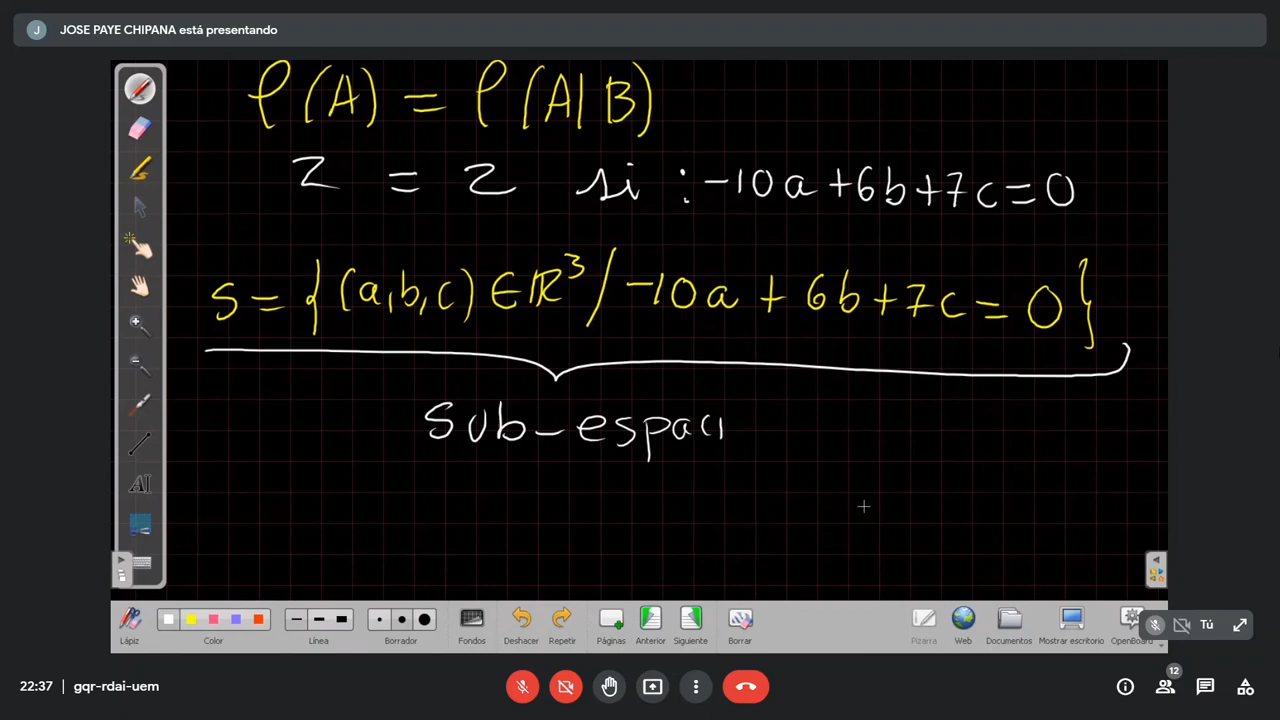 J JOSE PAYE CHIPANA está presentando
ρ(A) = ρ(A|B)
2 = 2 si : -10a+6b+7c=0
S={(a,b,c)∈ℝ³/-10a+6b+7c=0}
Sub-espaci
AI
Lápiz Color Línea Borrador Fondos Deshacer Repetir Páginas Anterior Siguiente Borrar Pizarra Web Documentos Mostrar escritorio OpenBoard
Tú
22:37 | gqr-rdai-uem
12